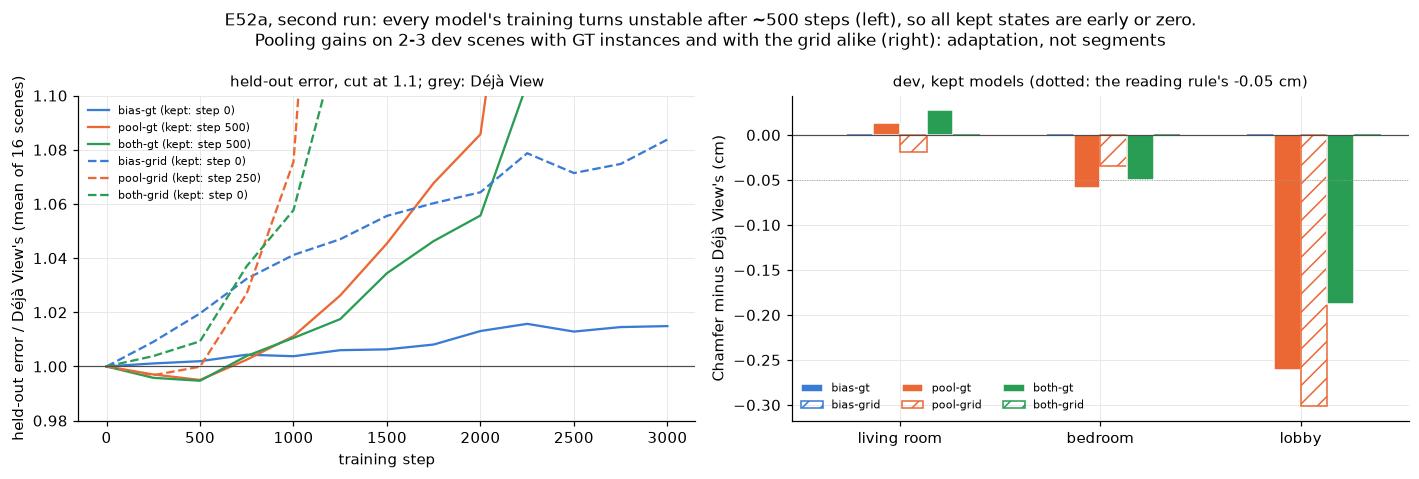 E52a, second run: every model's training turns unstable after ~500 steps (left), so all kept states are early or zero.
Pooling gains on 2-3 dev scenes with GT instances and with the grid alike (right): adaptation, not segments
held-out error, cut at 1.1; grey: Déjà View
held-out error / Déjà View's (mean of 16 scenes)
1.10
1.08
1.06
1.04
1.02
1.00
0.98
bias-gt (kept: step 0)
pool-gt (kept: step 500)
both-gt (kept: step 500)
bias-grid (kept: step 0)
pool-grid (kept: step 250)
both-grid (kept: step 0)
0 500 1000 1500 2000 2500 3000
training step
dev, kept models (dotted: the reading rule's -0.05 cm)
Chamfer minus Déjà View's (cm)
0.00
−0.05
−0.10
−0.15
−0.20
−0.25
−0.30
bias-gt pool-gt both-gt
bias-grid pool-grid both-grid
living room bedroom lobby